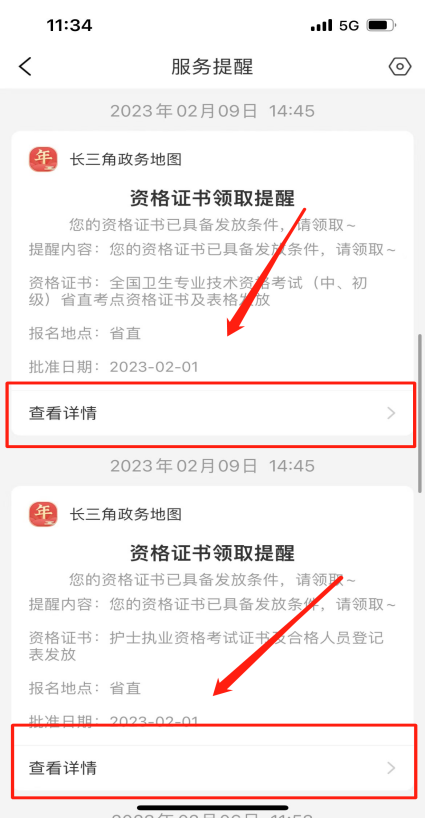 11:34
5G
服务提醒
2023年02月09日 14:45
年
长三角政务地图
资格证书领取提醒
您的资格证书已具备发放条件，请领取~
提醒内容：您的资格证书已具备发放条件，请领取~
资格证书：全国卫生专业技术资格考试（中、初
级）省直考点资格证书及表格发放
报名地点：省直
批准日期：2023-02-01
查看详情
2023年02月09日 14:45
年
长三角政务地图
资格证书领取提醒
您的资格证书已具备发放条件，请领取~
提醒内容：您的资格证书已具备发放条件，请领取~
资格证书：护士执业资格考试证书及合格人员登记
表发放
报名地点：省直
批准日期：2023-02-01
查看详情